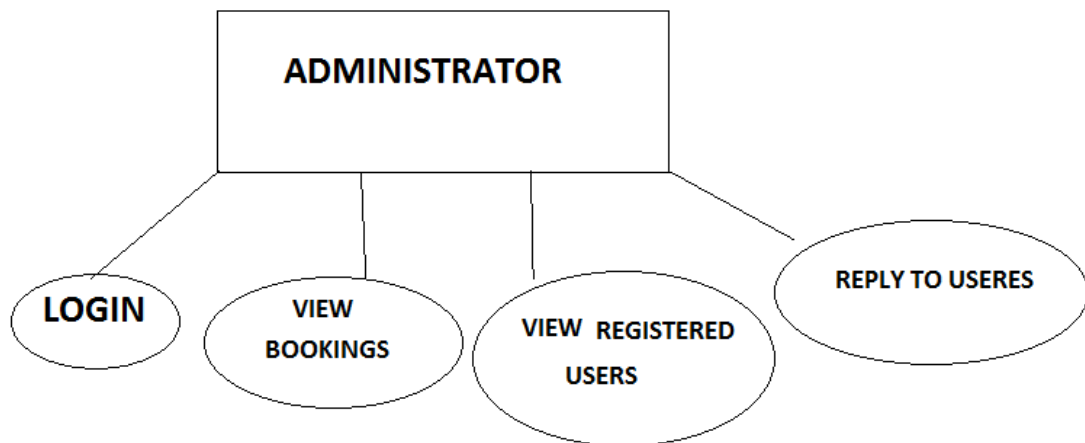 ADMINISTRATOR
LOGIN
VIEW
BOOKINGS
VIEW REGISTERED
USERS
REPLY TO USERES